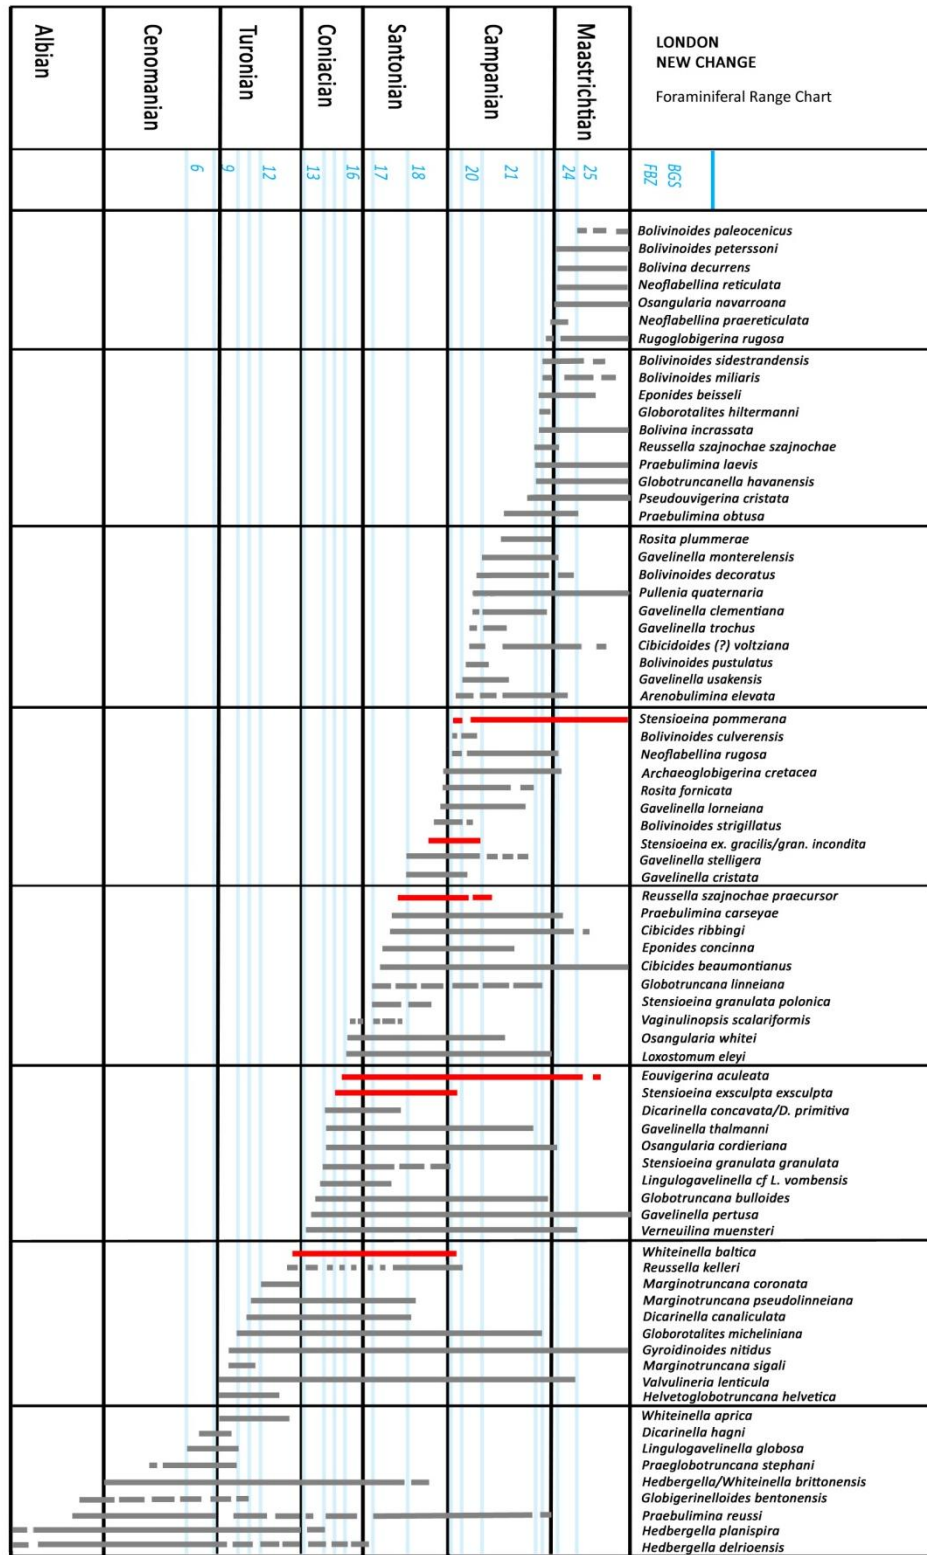 Albian
Cenomanian
Turonian
Coniacian
Santonian
Campanian
Maastrichtian
LONDON
NEW CHANGE
Foraminiferal Range Chart
6
9
12
13
16
17
18
20
21
24
25
BGS
FBZ
Bolivinoides paleocenicus
Bolivinoides peterssoni
Bolivina decurrens
Neoflabellina reticulata
Osangularia navarroana
Neoflabellina praereticulata
Rugoglobigerina rugosa
Bolivinoides sidestrandensis
Bolivinoides miliaris
Eponides beisseli
Globorotalites hiltermanni
Bolivina incrassata
Reussella szajnochae szajnochae
Praebulimina laevis
Globotruncanella havanensis
Pseudouvigerina cristata
Praebulimina obtusa
Rosita plummerae
Gavelinella monterelensis
Bolivinoides decoratus
Pullenia quaternaria
Gavelinella clementiana
Gavelinella trochus
Cibicidoides (?) voltziana
Bolivinoides pustulatus
Gavelinella usakensis
Arenobulimina elevata
Stensioeina pommerana
Bolivinoides culverensis
Neoflabellina rugosa
Archaeoglobigerina cretacea
Rosita fornicata
Gavelinella lorneiana
Bolivinoides strigillatus
Stensioeina ex. gracilis/gran. incondita
Gavelinella stelligera
Gavelinella cristata
Reussella szajnochae praecursor
Praebulimina carseyae
Cibicides ribbingi
Eponides concinna
Cibicides beaumontianus
Globotruncana linneiana
Stensioeina granulata polonica
Vaginulinopsis scalariformis
Osangularia whitei
Loxostomum eleyi
Eouvigerina aculeata
Stensioeina exsculpta exsculpta
Dicarinella concavata/D. primitiva
Gavelinella thalmanni
Osangularia cordieriana
Stensioeina granulata granulata
Lingulogavelinella cf L. vombensis
Globotruncana bulloides
Gavelinella pertusa
Verneuilina muensteri
Whiteinella baltica
Reussella kelleri
Marginotruncana coronata
Marginotruncana pseudolinneiana
Dicarinella canaliculata
Globorotalites micheliniana
Gyroidinoides nitidus
Marginotruncana sigali
Valvulineria lenticula
Helvetoglobotruncana helvetica
Whiteinella aprica
Dicarinella hagni
Lingulogavelinella globosa
Praeglobotruncana stephani
Hedbergella/Whiteinella brittonensis
Globigerinelloides bentonensis
Praebulimina reussi
Hedbergella planispira
Hedbergella delrioensis